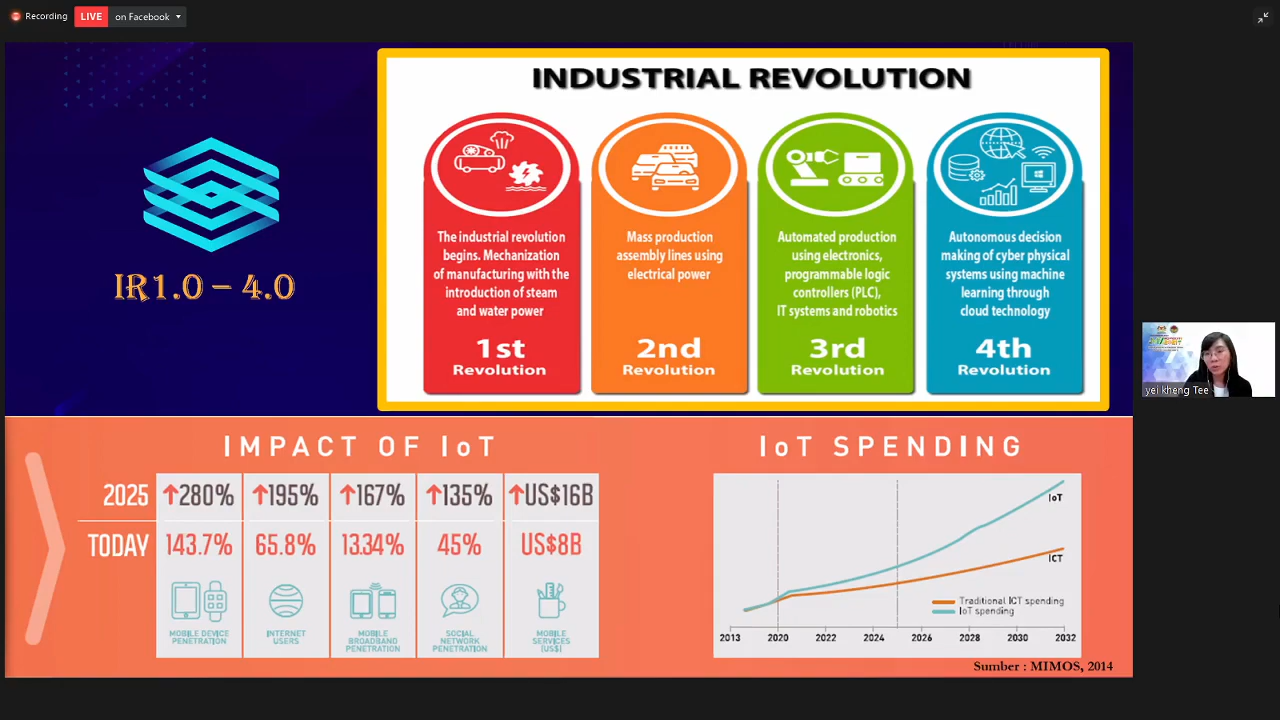 Recording
LIVE on Facebook
INDUSTRIAL REVOLUTION
IR1.0 – 4.0
The industrial revolution
begins. Mechanization
of manufacturing with the
introduction of steam
and water power
1st
Revolution
Mass production
assembly lines using
electrical power
2nd
Revolution
Automated production
using electronics,
programmable logic
controllers (PLC),
IT systems and robotics
3rd
Revolution
Autonomous decision
making of cyber physical
systems using machine
learning through
cloud technology
4th
Revolution
yei kheng Tee
IMPACT OF IoT
2025 ↑280% ↑195% ↑167% ↑135% ↑US$16B
TODAY 143.7% 65.8% 13.34% 45% US$8B
MOBILE DEVICE
PENETRATION
INTERNET
USERS
MOBILE
BROADBAND
PENETRATION
SOCIAL
NETWORK
PENETRATION
MOBILE
SERVICES
(US$)
IoT SPENDING
IoT
ICT
Traditional ICT spending
IoT spending
2013 2020 2022 2024 2026 2028 2030 2032
Sumber : MIMOS, 2014